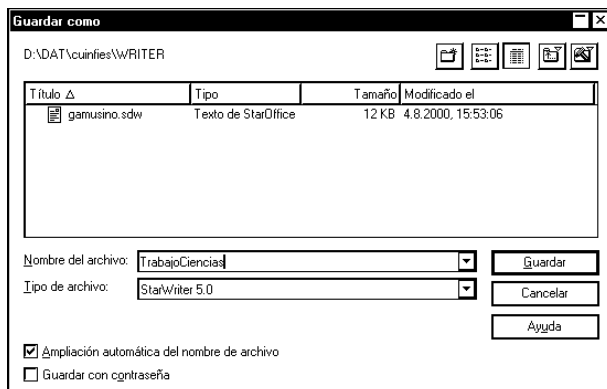 Guardar como
D:\DAT\cuinfies\WRITER
Título Tipo Tamaño Modificado el
gamusino.sdw Texto de StarOffice 12 KB 4.8.2000, 15:53:06
Nombre del archivo: TrabajoCiencias Guardar
Tipo de archivo: StarWriter 5.0 Cancelar
Ayuda
Ampliación automática del nombre de archivo
Guardar con contraseña